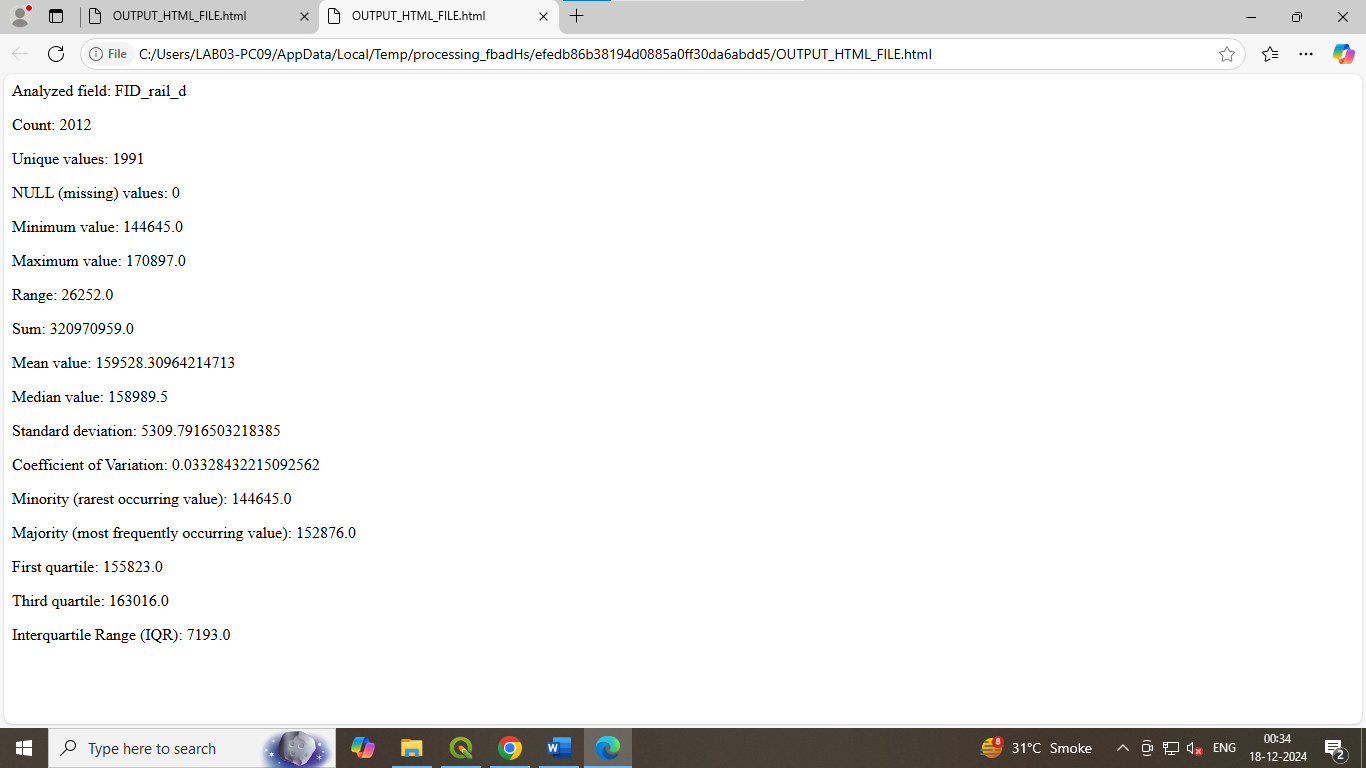 OUTPUT_HTML_FILE.html
OUTPUT_HTML_FILE.html
File C:/Users/LAB03-PC09/AppData/Local/Temp/processing_fbadHs/efedb86b38194d0885a0ff30da6abdd5/OUTPUT_HTML_FILE.html
Analyzed field: FID_rail_d
Count: 2012
Unique values: 1991
NULL (missing) values: 0
Minimum value: 144645.0
Maximum value: 170897.0
Range: 26252.0
Sum: 320970959.0
Mean value: 159528.30964214713
Median value: 158989.5
Standard deviation: 5309.7916503218385
Coefficient of Variation: 0.03328432215092562
Minority (rarest occurring value): 144645.0
Majority (most frequently occurring value): 152876.0
First quartile: 155823.0
Third quartile: 163016.0
Interquartile Range (IQR): 7193.0
Type here to search
8
31°C Smoke
ENG
00:34
18-12-2024
2